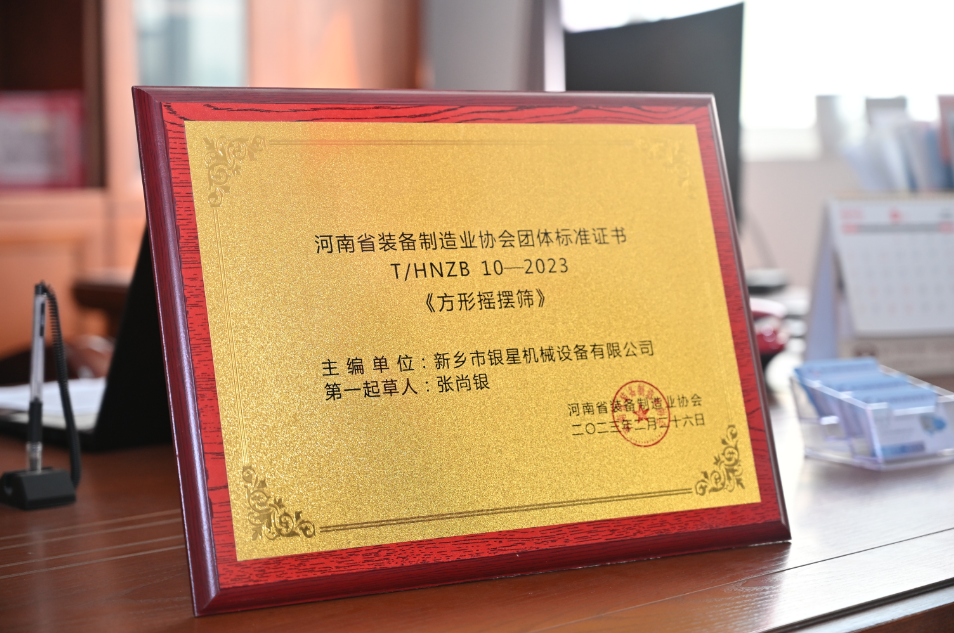 河南省装备制造业协会团体标准证书
T/HNZB 10—2023
《方形摇摆筛》
主编单位：新乡市银星机械设备有限公司
第一起草人：张尚银
河南省装备制造业协会
二〇二三年二月二十六日